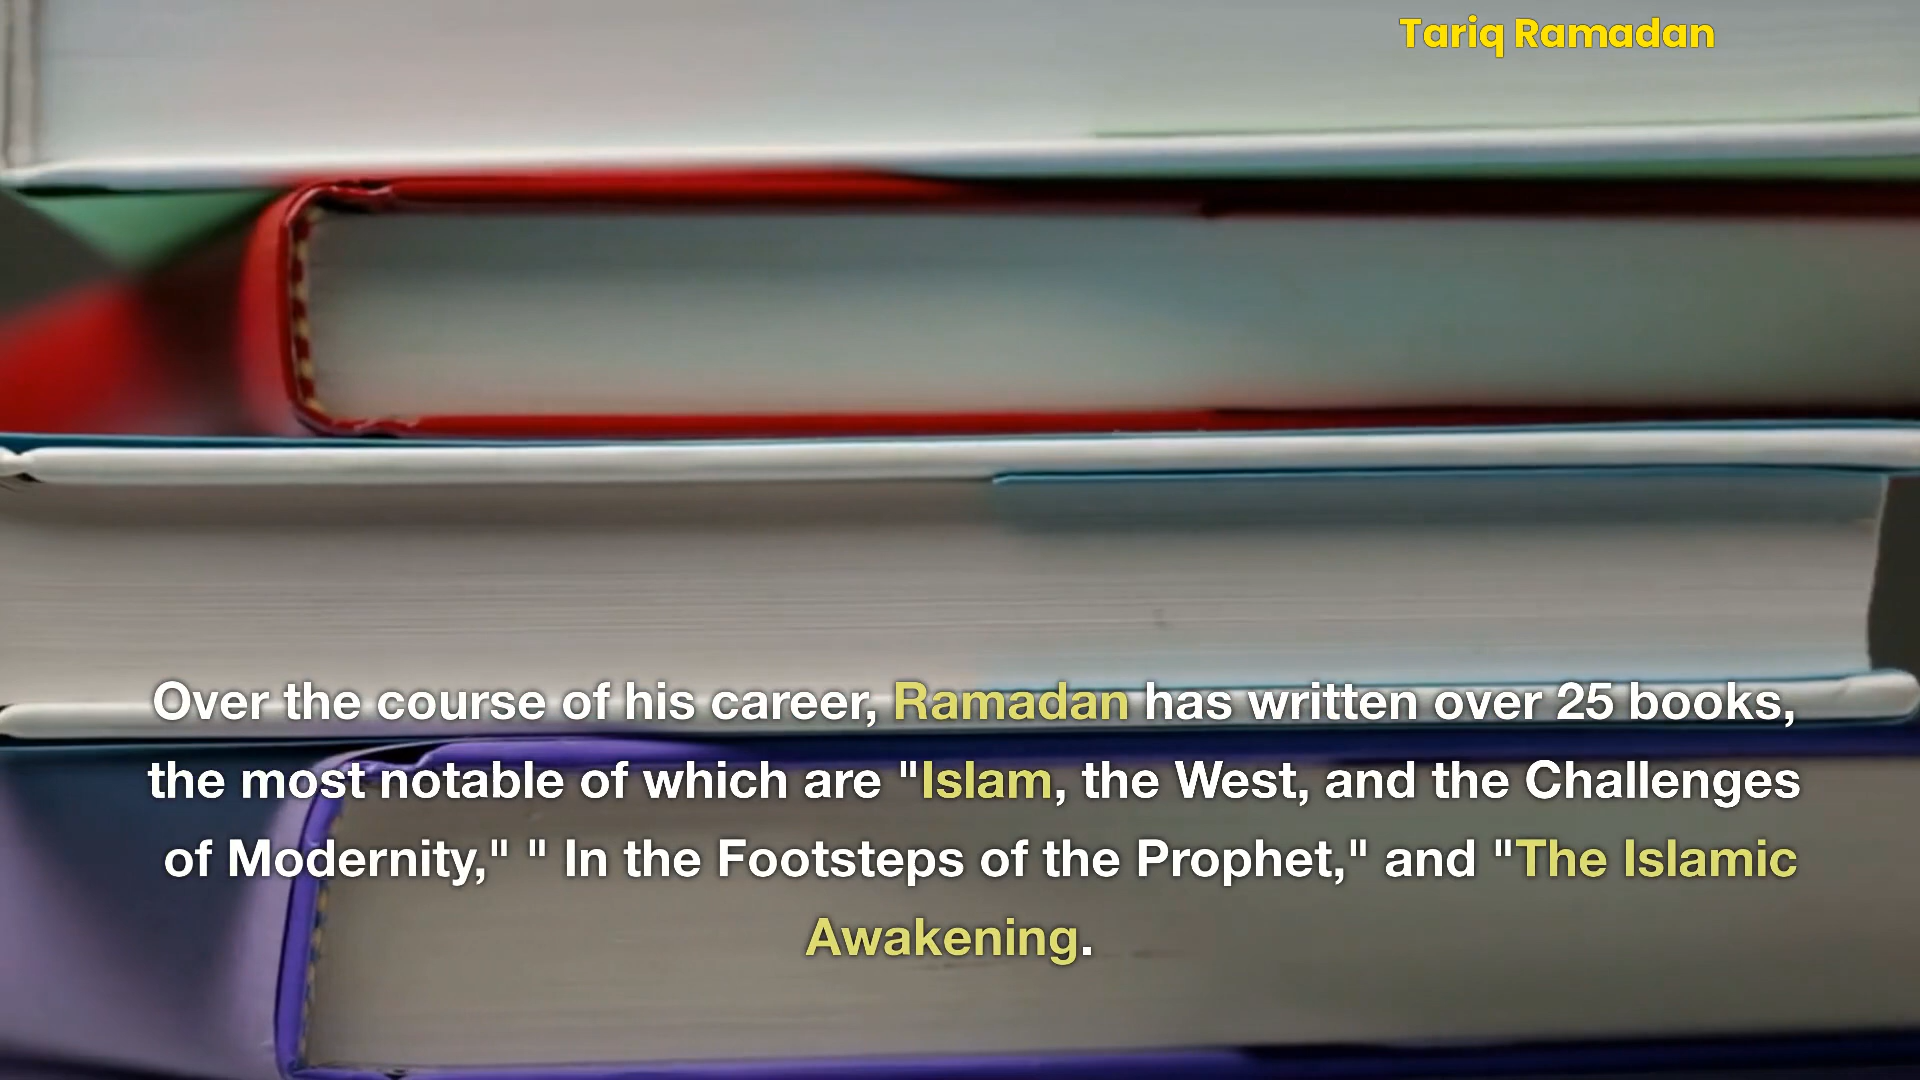 Tariq Ramadan
Over the course of his career, Ramadan has written over 25 books,
the most notable of which are "Islam, the West, and the Challenges
of Modernity," " In the Footsteps of the Prophet," and "The Islamic
Awakening.